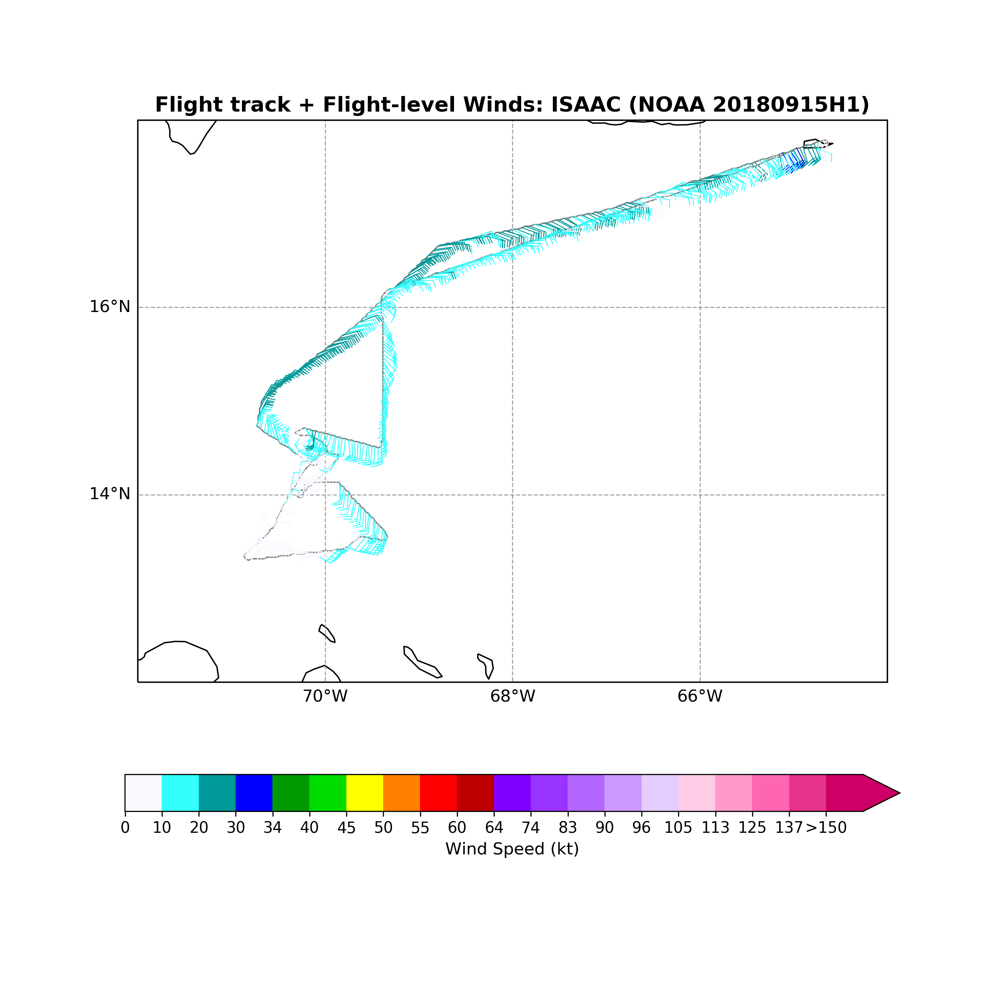 Flight track + Flight-level Winds: ISAAC (NOAA 20180915H1)
16°N
14°N
70°W 68°W 66°W
0 10 20 30 34 40 45 50 55 60 64 74 83 90 96 105 113 125 137 >150
Wind Speed (kt)